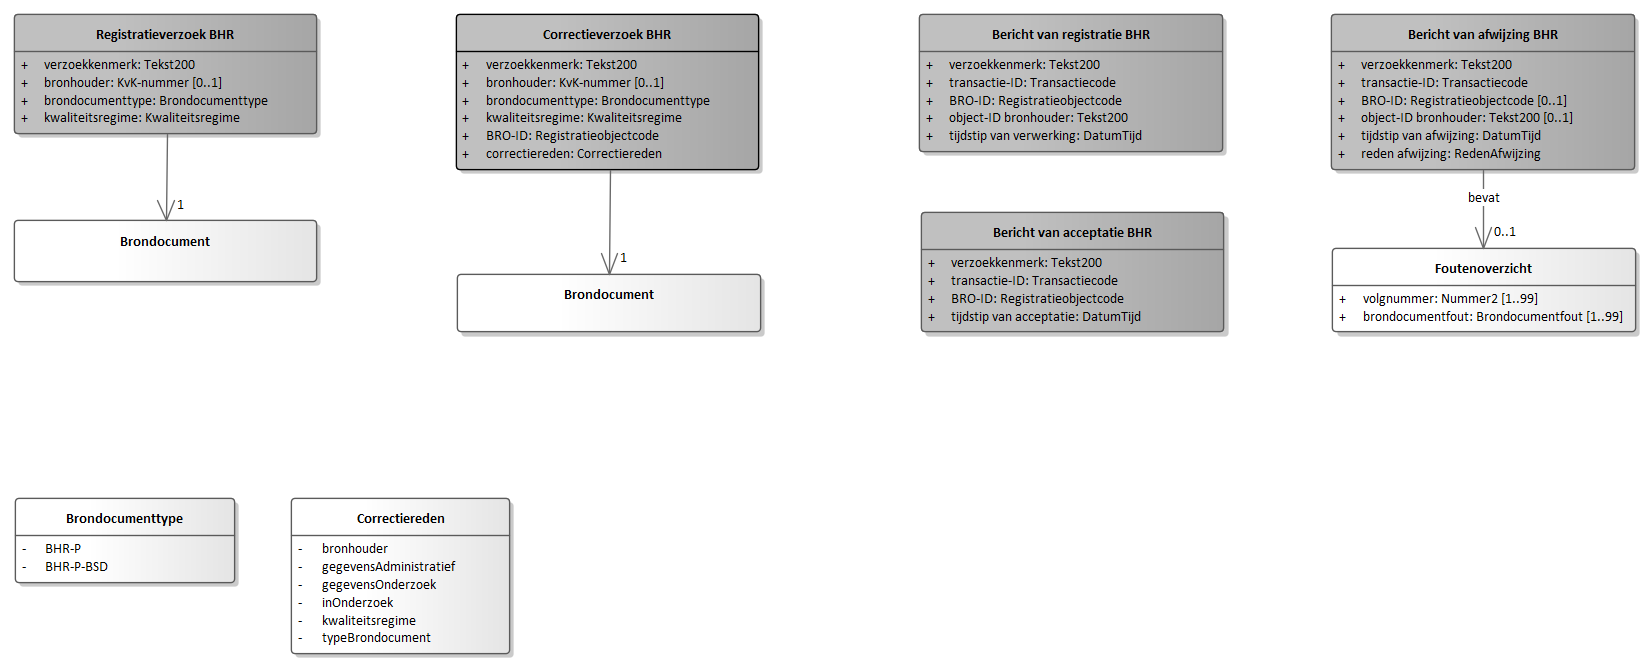 Registratieverzoek BHR
+ verzoekkenmerk: Tekst200
+ bronhouder: KvK-nummer [0..1]
+ brondocumenttype: Brondocumenttype
+ kwaliteitsregime: Kwaliteitsregime
1
Brondocument
Correctieverzoek BHR
+ verzoekkenmerk: Tekst200
+ bronhouder: KvK-nummer [0..1]
+ brondocumenttype: Brondocumenttype
+ kwaliteitsregime: Kwaliteitsregime
+ BRO-ID: Registratieobjectcode
+ correctiereden: Correctiereden
1
Brondocument
Bericht van registratie BHR
+ verzoekkenmerk: Tekst200
+ transactie-ID: Transactiecode
+ BRO-ID: Registratieobjectcode
+ object-ID bronhouder: Tekst200
+ tijdstip van verwerking: DatumTijd
Bericht van acceptatie BHR
+ verzoekkenmerk: Tekst200
+ transactie-ID: Transactiecode
+ BRO-ID: Registratieobjectcode
+ tijdstip van acceptatie: DatumTijd
Bericht van afwijzing BHR
+ verzoekkenmerk: Tekst200
+ transactie-ID: Transactiecode
+ BRO-ID: Registratieobjectcode [0..1]
+ object-ID bronhouder: Tekst200 [0..1]
+ tijdstip van afwijzing: DatumTijd
+ reden afwijzing: RedenAfwijzing
bevat
0..1
Foutenoverzicht
+ volgnummer: Nummer2 [1..99]
+ brondocumentfout: Brondocumentfout [1..99]
Brondocumenttype
- BHR-P
- BHR-P-BSD
Correctiereden
- bronhouder
- gegevensAdministratief
- gegevensOnderzoek
- inOnderzoek
- kwaliteitsregime
- typeBrondocument